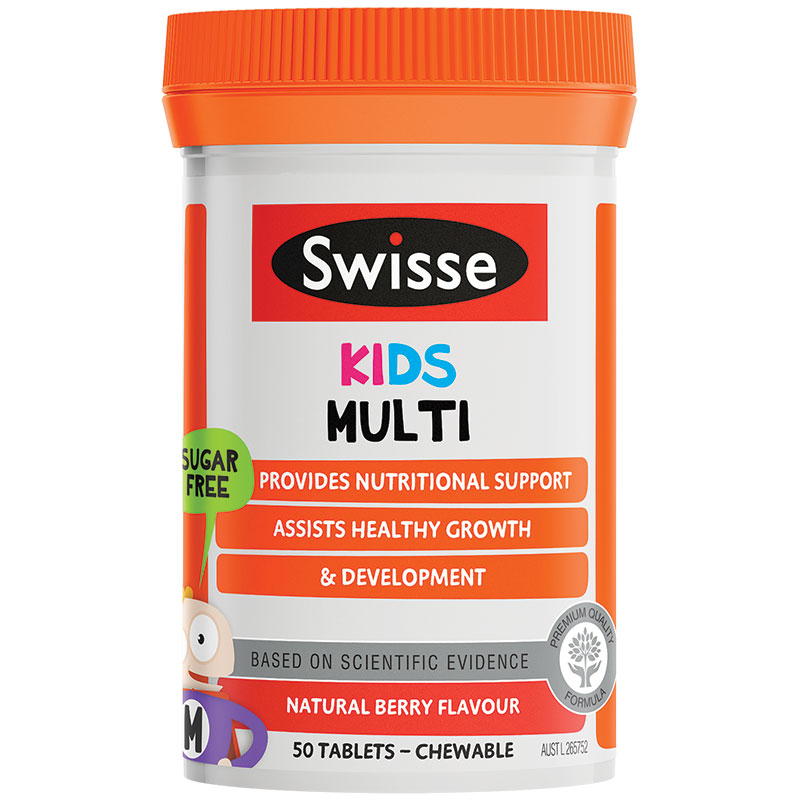 Swisse
KIDS
MULTI
SUGAR
FREE
PROVIDES NUTRITIONAL SUPPORT
ASSISTS HEALTHY GROWTH
& DEVELOPMENT
PREMIUM QUALITY
FORMULA
BASED ON SCIENTIFIC EVIDENCE
NATURAL BERRY FLAVOUR
M
50 TABLETS – CHEWABLE
AUST L 265752